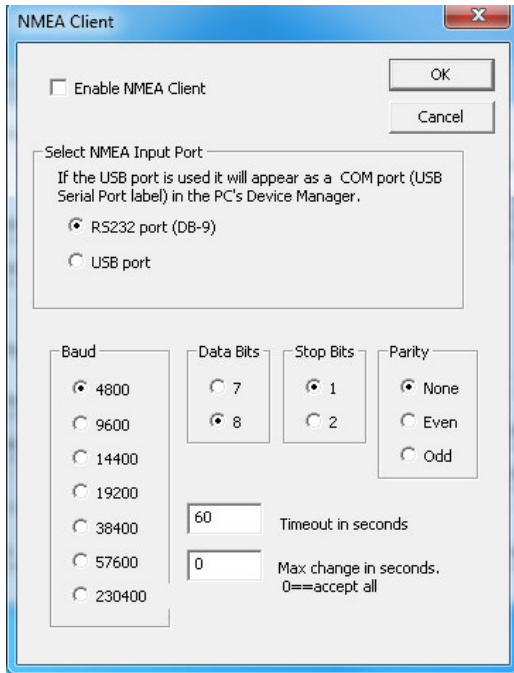 NMEA Client
Enable NMEA Client
OK
Cancel
Select NMEA Input Port
If the USB port is used it will appear as a COM port (USB
Serial Port label) in the PC's Device Manager.
RS232 port (DB-9)
USB port
Baud
4800
9600
14400
19200
38400
57600
230400
Data Bits
7
8
Stop Bits
1
2
Parity
None
Even
Odd
60
Timeout in seconds
0
Max change in seconds.
0==accept all